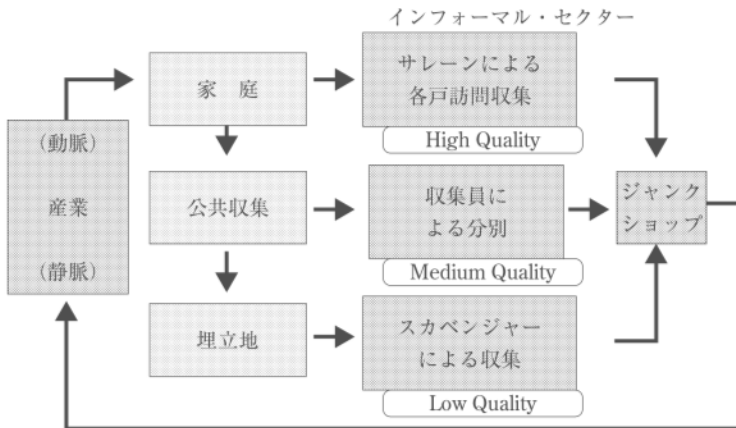 インフォーマル・セクター
(動脈)
産業
(静脈)
家 庭
サレーンによる
各戸訪問収集
High Quality
公共収集
収集員に
よる分別
Medium Quality
ジャンク
ショップ
埋立地
スカベンジャー
による収集
Low Quality